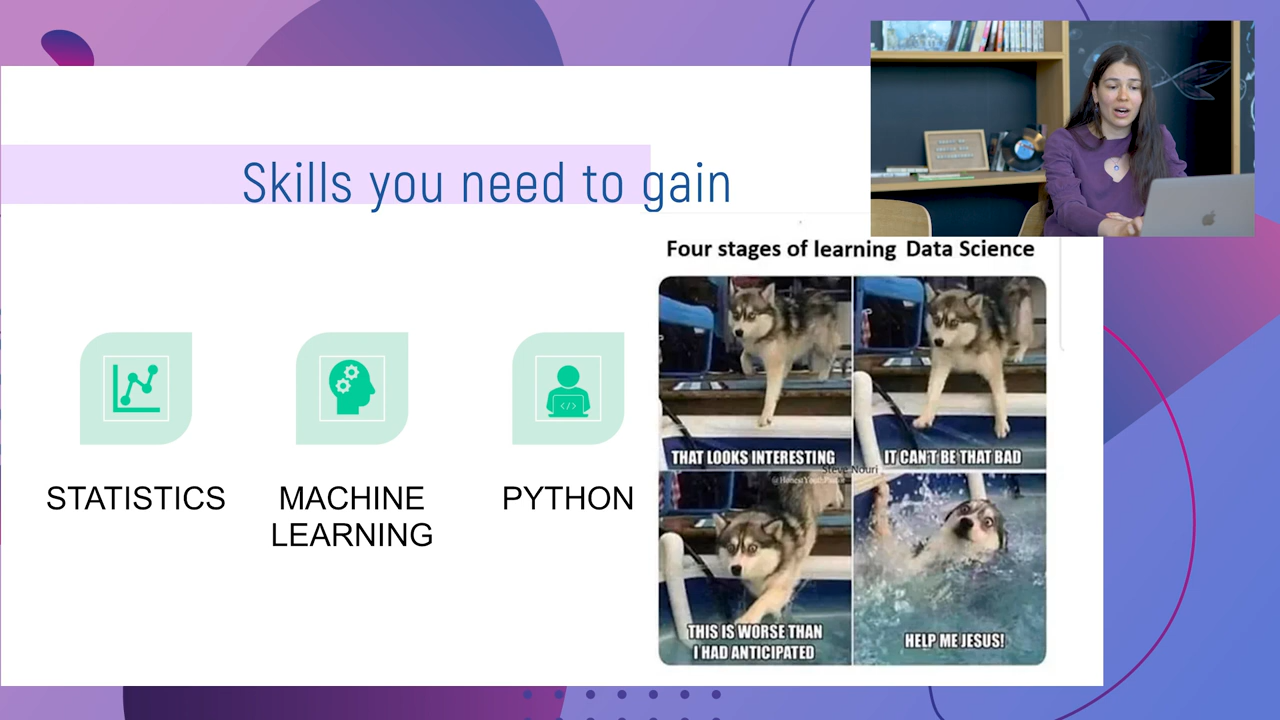 Skills you need to gain
Four stages of learning Data Science
STATISTICS
MACHINE
LEARNING
PYTHON
</>
THAT LOOKS INTERESTING
IT CAN'T BE THAT BAD
Steve Nouri
@HonestYouthPastor
THIS IS WORSE THAN
I HAD ANTICIPATED
HELP ME JESUS!